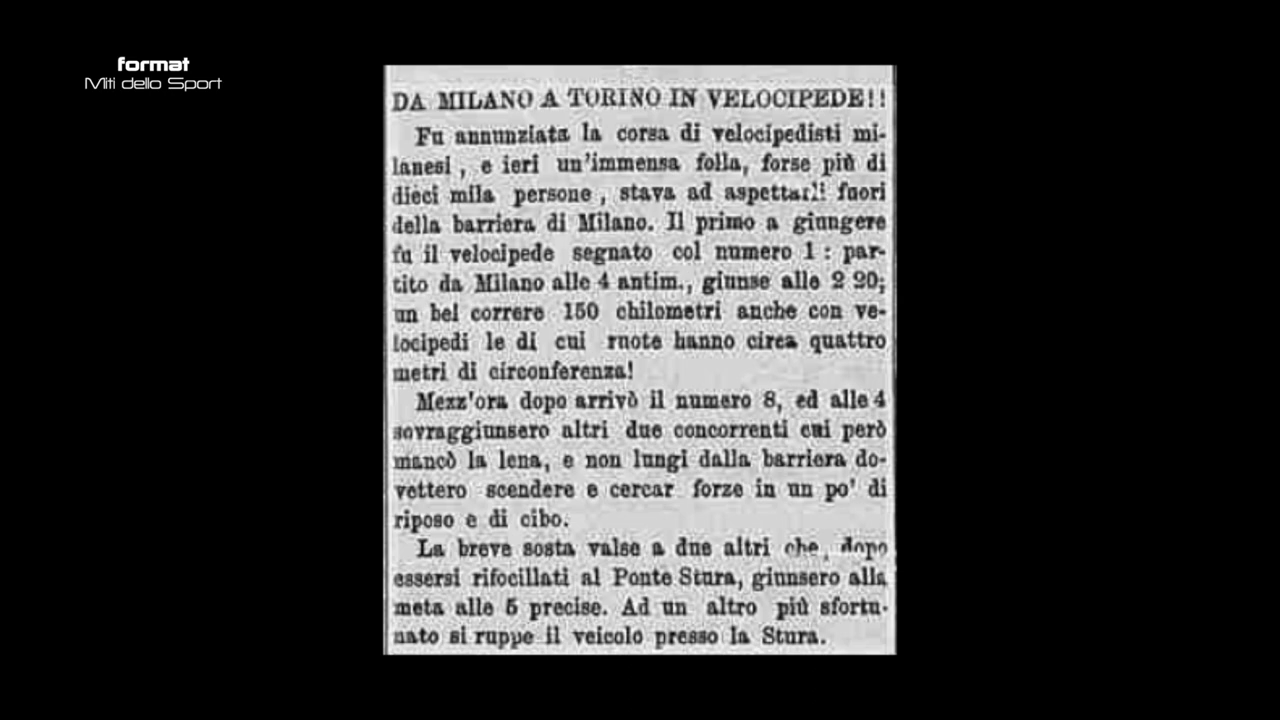 format
Miti dello Sport
DA MILANO A TORINO IN VELOCIPEDE!!
Fu annunziata la corsa di velocipedisti mi-
lanesi, e ieri un'immensa folla, forse più di
dieci mila persone, stava ad aspettarli fuori
della barriera di Milano. Il primo a giungere
fu il velocipede segnato col numero 1: par-
tito da Milano alle 4 antim., giunse alle 2 20;
un bel correre 150 chilometri anche con ve-
locipedi le di cui ruote hanno circa quattro
metri di circonferenza!
Mezz'ora dopo arrivò il numero 8, ed alle 4
sovraggiunsero altri due concorrenti cui però
mancò la lena, e non lungi dalla barriera do-
vettero scendere e cercar forze in un po' di
riposo e di cibo.
La breve sosta valse a due altri che, dopo
essersi rifocillati al Ponte Stura, giunsero alla
meta alle 5 precise. Ad un altro più sfortu-
nato si ruppe il veicolo presso la Stura.